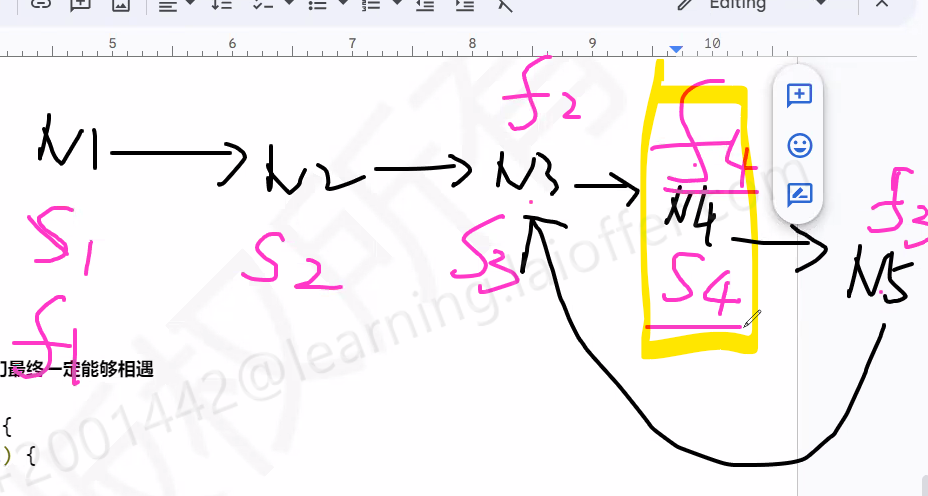 Editing
5 6 7 8 9 10
f2
f4
N1 N2 N3 N4 N5
f3
S1 S2 S3 S4
f1
们最终一定能够相遇
{
) {
2001442@learning.laioffer.com